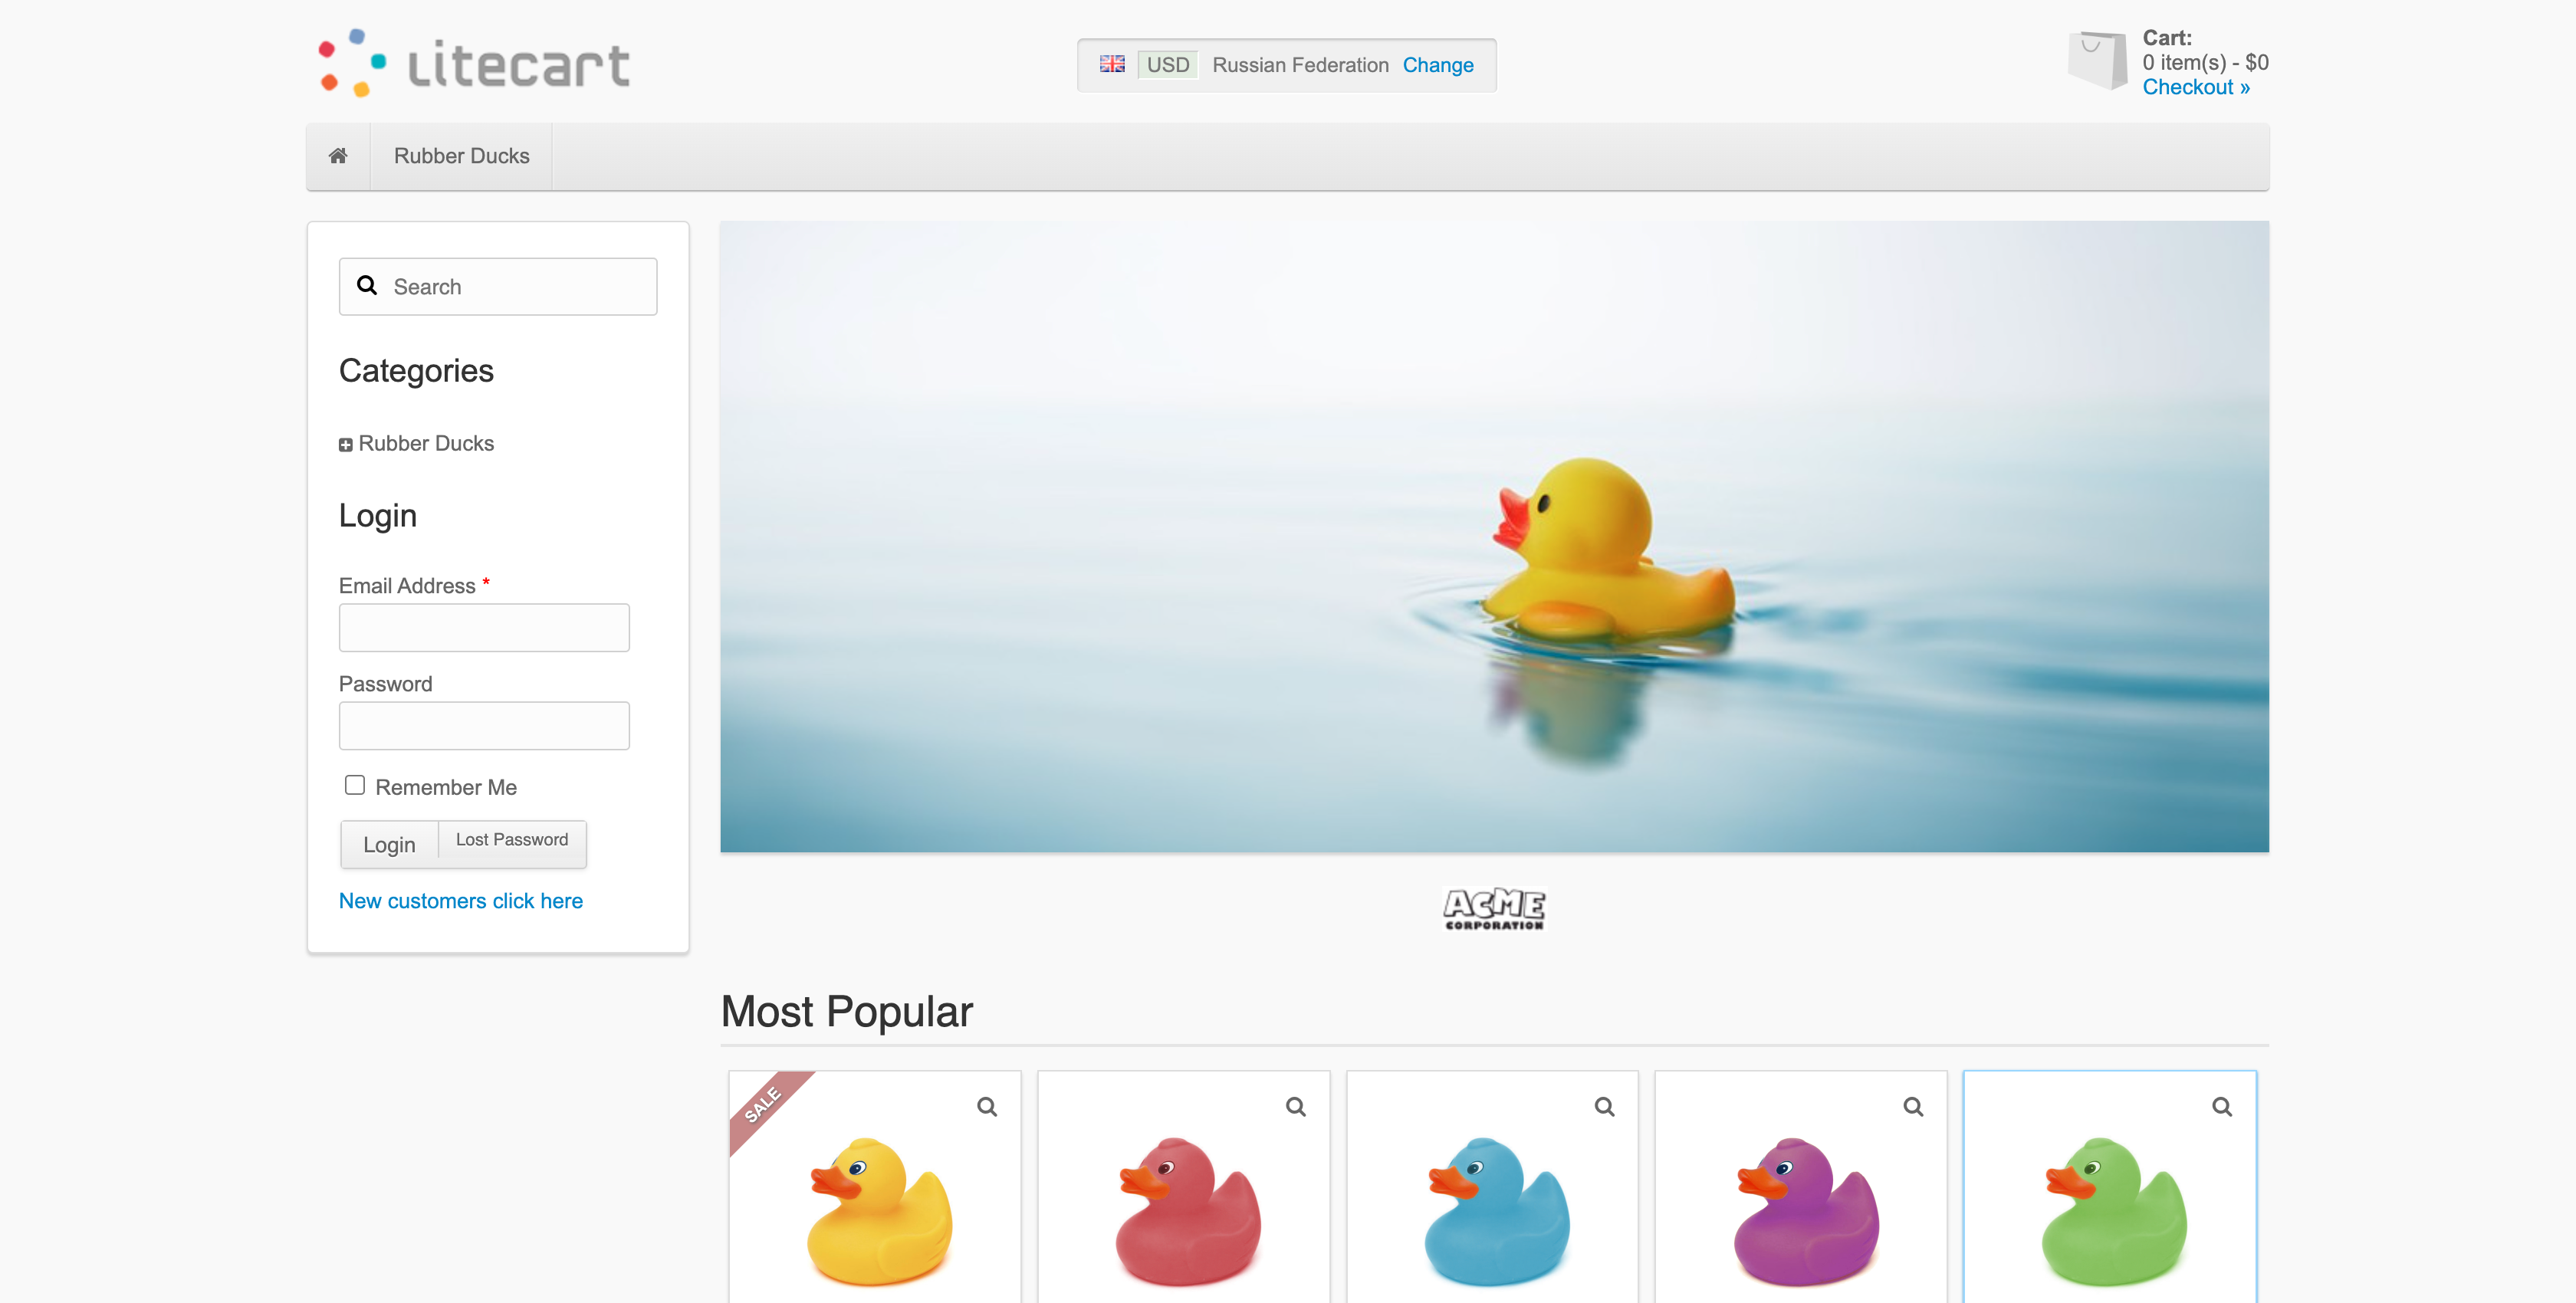 litecart
USD Russian Federation Change
Cart:
0 item(s) - $0
Checkout »
Rubber Ducks
Search
Categories
Rubber Ducks
Login
Email Address *
Password
Remember Me
Login Lost Password
New customers click here
ACME
CORPORATION
Most Popular
SALE